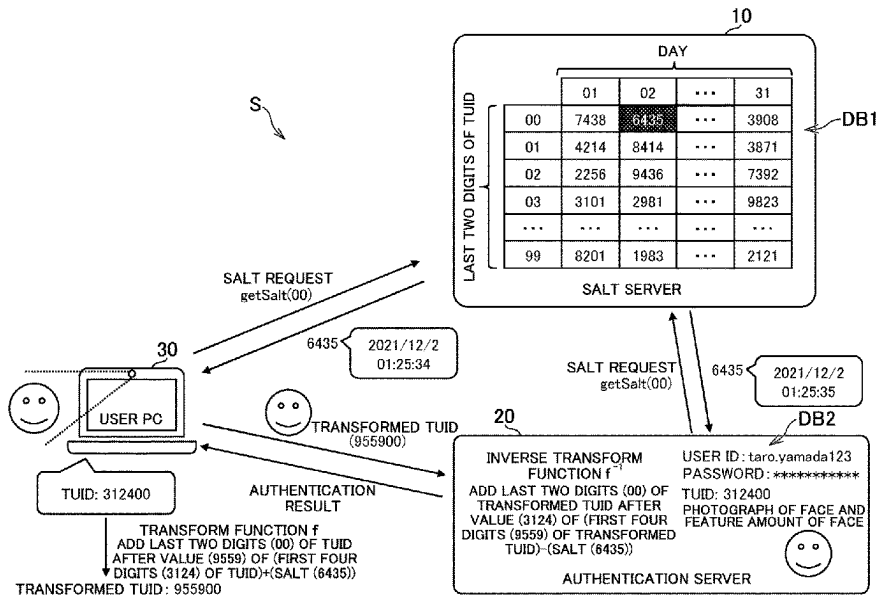 10
DAY
S
01 02 ... 31
00 7438 6435 ... 3908
01 4214 8414 ... 3871
02 2256 9436 ... 7392
03 3101 2981 ... 9823
... ... ... ... ...
99 8201 1983 ... 2121
LAST TWO DIGITS OF TUID
DB1
SALT SERVER
SALT REQUEST
getSalt(00)
6435
2021/12/2
01:25:34
SALT REQUEST
getSalt(00)
6435
2021/12/2
01:25:35
30
USER PC
TUID: 312400
TRANSFORMED TUID
(955900)
AUTHENTICATION
RESULT
TRANSFORM FUNCTION f
ADD LAST TWO DIGITS (00) OF TUID
AFTER VALUE (9559) OF (FIRST FOUR
DIGITS (3124) OF TUID)+(SALT (6435))
TRANSFORMED TUID: 955900
20
DB2
INVERSE TRANSFORM
FUNCTION f⁻¹
ADD LAST TWO DIGITS (00) OF
TRANSFORMED TUID AFTER
VALUE (3124) OF (FIRST FOUR
DIGITS (9559) OF TRANSFORMED
TUID)-(SALT (6435))
USER ID: taro.yamada123
PASSWORD: ***********
TUID: 312400
PHOTOGRAPH OF FACE AND
FEATURE AMOUNT OF FACE
AUTHENTICATION SERVER